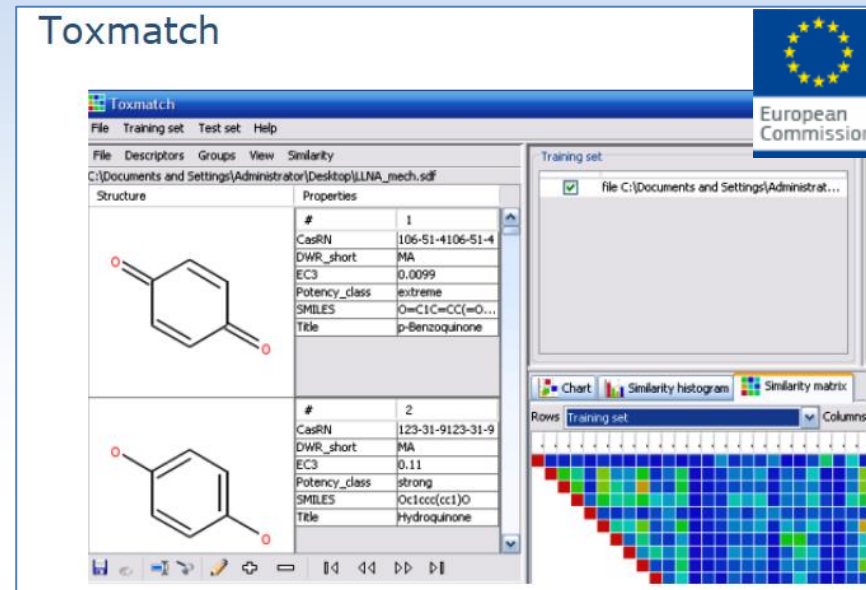 Toxmatch
European
Commission
Toxmatch
File Training set Test set Help
File Descriptors Groups View Similarity
C:\Documents and Settings\Administrator\Desktop\LLNA_mech.sdf
Structure Properties
# 1
CasRN 106-51-4106-51-4
DWR_short MA
EC3 0.0099
Potency_class extreme
SMILES O=C1C=CC(=O...
Title p-Benzoquinone
O
O
# 2
CasRN 123-31-9123-31-9
DWR_short MA
EC3 0.11
Potency_class strong
SMILES Oc1ccc(cc1)O
Title Hydroquinone
O
O
Training set
file C:\Documents and Settings\Administrat...
Chart Similarity histogram Similarity matrix
Rows Training set Columns